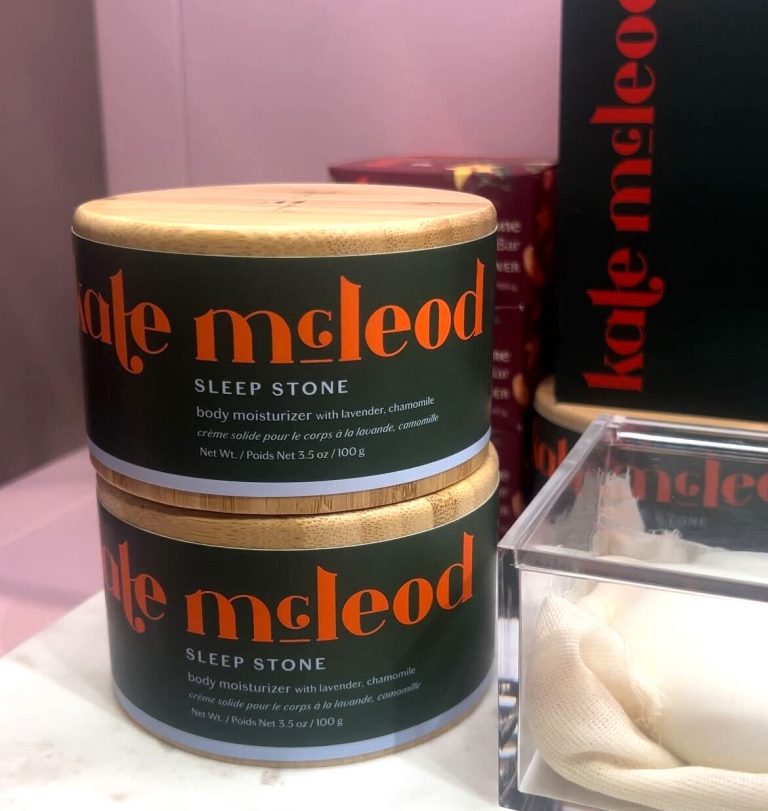 kate mcleod
SLEEP STONE
body moisturizer with lavender, chamomile
crème solide pour le corps à la lavande, camomille
Net Wt. / Poids Net 3.5 oz / 100 g
kate mcleod
SLEEP STONE
body moisturizer with lavender, chamomile
crème solide pour le corps à la lavande, camomille
Net Wt. / Poids Net 3.5 oz / 100 g
kate mcleod
Bar
mcleod
STONE